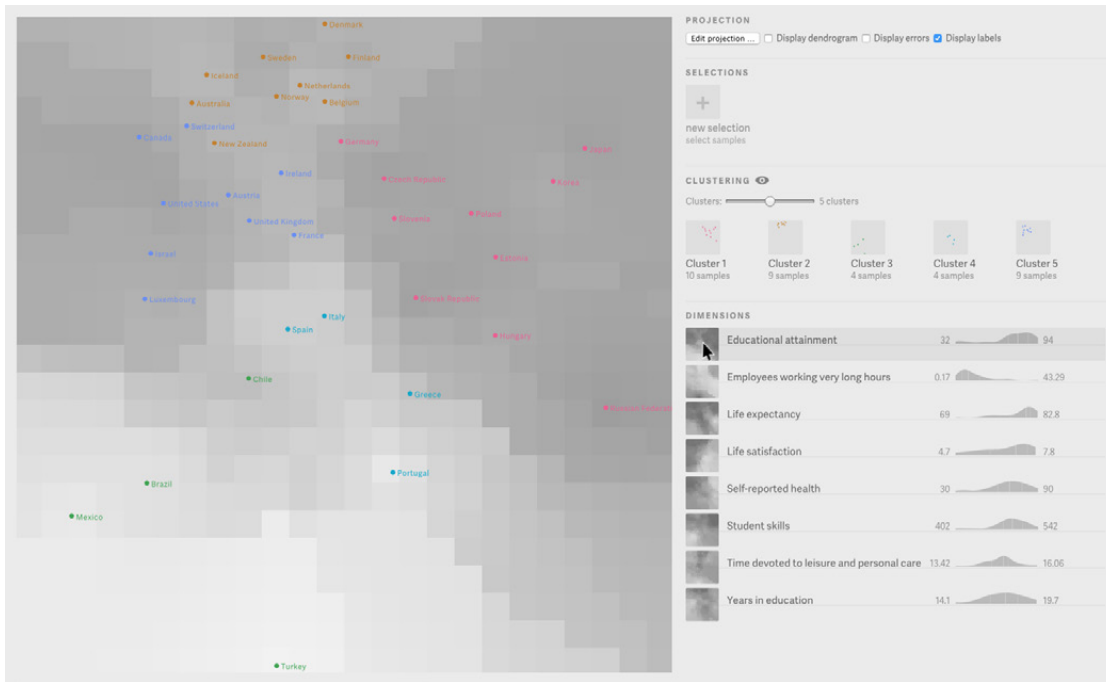 Denmark
Sweden
Finland
Iceland
Netherlands
Norway
Belgium
Australia
Switzerland
Canada
New Zealand
Germany
Japan
Ireland
Czech Republic
Korea
Austria
United States
Poland
United Kingdom
Slovenia
France
Israel
Estonia
Luxembourg
Slovak Republic
Italy
Spain
Hungary
Chile
Greece
Russian Federat
Portugal
Brazil
Mexico
Turkey
PROJECTION
Edit projection ... Display dendrogram Display errors Display labels
SELECTIONS
+
new selection
select samples
CLUSTERING
Clusters: 5 clusters
Cluster 1 Cluster 2 Cluster 3 Cluster 4 Cluster 5
10 samples 9 samples 4 samples 4 samples 9 samples
DIMENSIONS
Educational attainment 32 94
Employees working very long hours 0.17 43.29
Life expectancy 69 82.8
Life satisfaction 4.7 7.8
Self-reported health 30 90
Student skills 402 542
Time devoted to leisure and personal care 13.42 16.06
Years in education 14.1 19.7